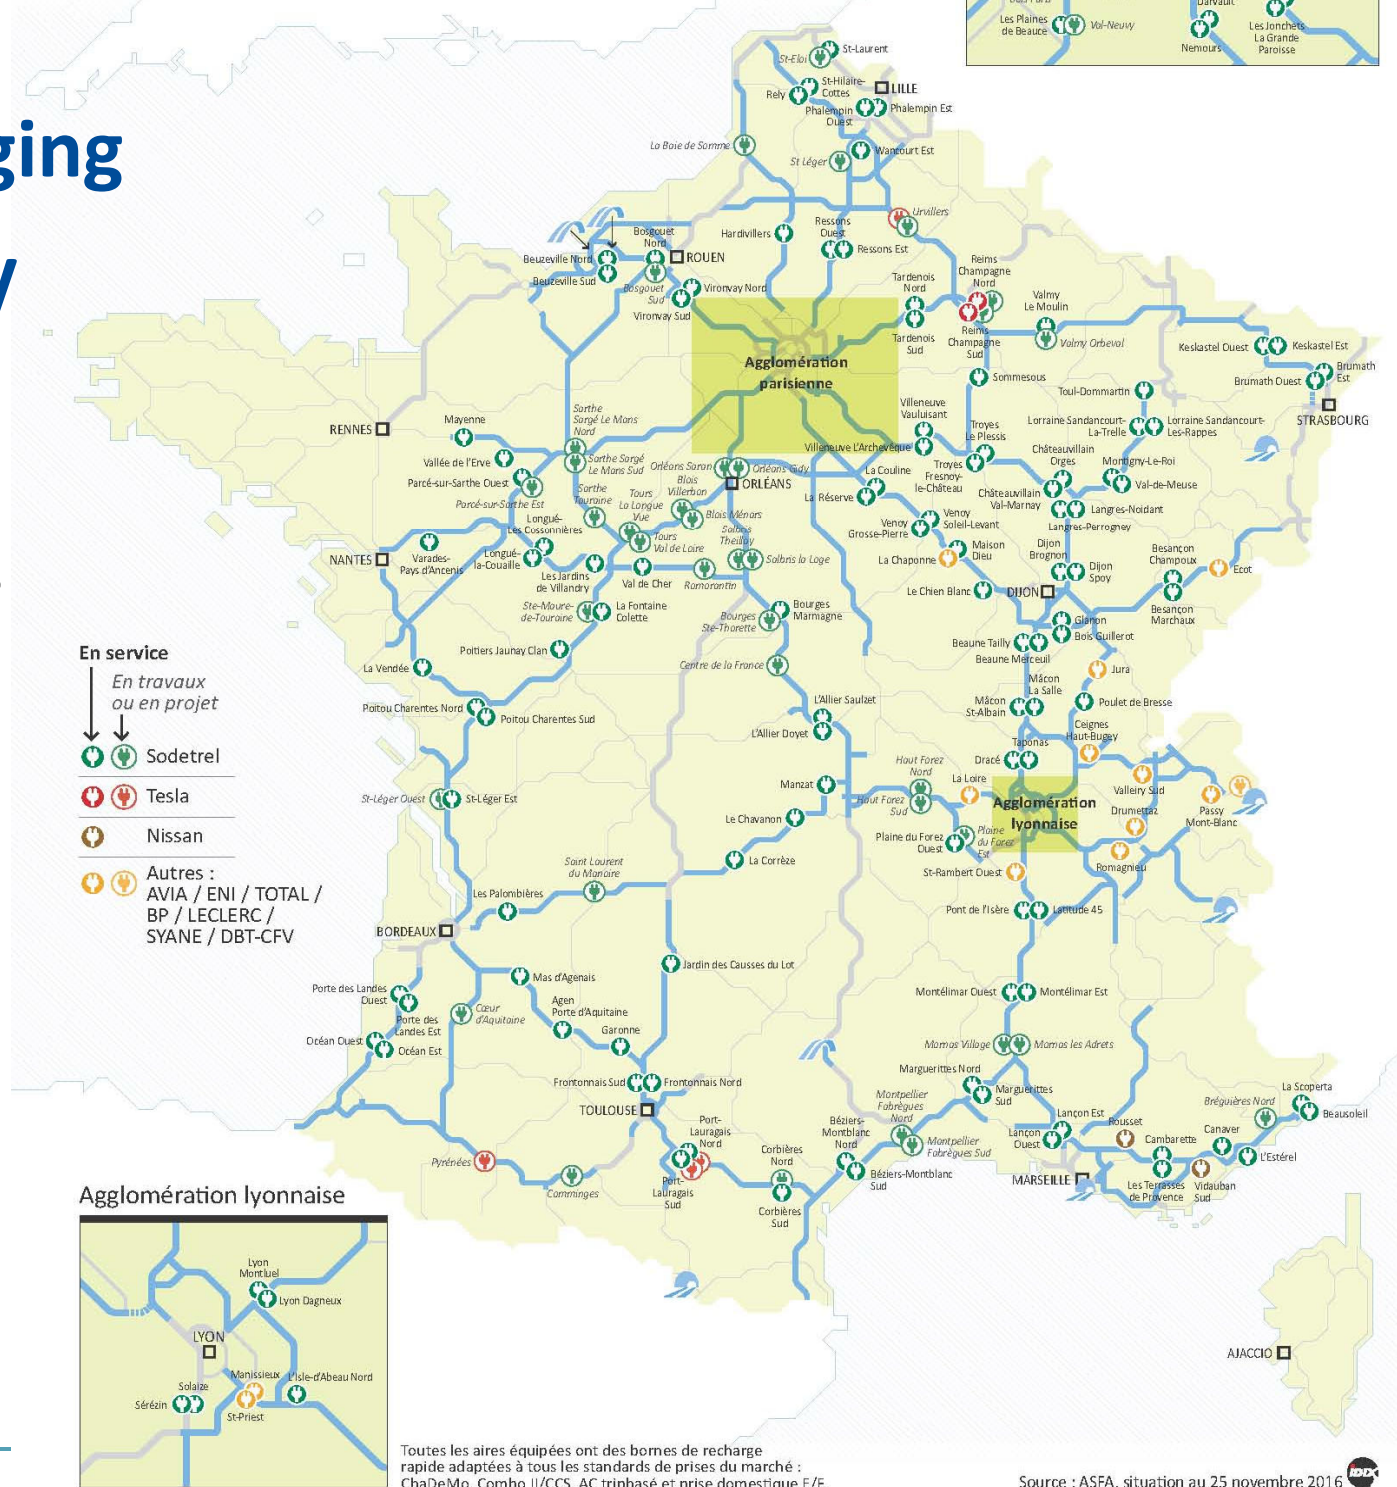 ging
y
Les Plaines
de Beauce
Val-Neuvy
Darvault
Nemours
Les Jonchets
La Grande
Paroisse
St-Eloi
St-Laurent
St-Hilaire-
Cottes
Rely
LILLE
Phalempin
Ouest
Phalempin Est
La Baie de Somme
St Léger
Wancourt Est
Urvillers
Hardivillers
Ressons
Ouest
Ressons Est
Bosgouet
Nord
ROUEN
Beuzeville Nord
Beuzeville Sud
Bosgouet
Sud
Vironvay Nord
Vironvay Sud
Tardenois
Nord
Tardenois
Sud
Reims
Champagne
Nord
Reims
Champagne
Sud
Valmy
Le Moulin
Valmy Orbeval
Keskastel Ouest
Keskastel Est
Brumath
Est
Brumath Ouest
STRASBOURG
Agglomération
parisienne
Sommesous
Toul-Dommartin
Villeneuve
Vauluisant
Villeneuve L'Archevêque
Troyes
Le Plessis
Troyes
Fresnoy-
le-Château
Lorraine Sandancourt-
La-Trelle
Lorraine Sandancourt-
Les-Rappes
Châteauvillain
Orges
Châteauvillain
Val-Marnay
Montigny-Le-Roi
Val-de-Meuse
Langres-Noidant
Langres-Perrogney
RENNES
Mayenne
Vallée de l'Erve
Parcé-sur-Sarthe Ouest
Parcé-sur-Sarthe Est
Sarthe
Sargé Le Mans
Nord
Sarthe Sargé
Le Mans Sud
Orléans Saran
Orléans Gidy
ORLÉANS
Sarthe
Touraine
Tours
La Longue
Vue
Tours
Val de Loire
Blois
Villerbon
Blois Ménars
Salbris
Theillay
Salbris la Loge
La Couline
La Réserve
Venoy
Soleil-Levant
Venoy
Grosse-Pierre
Maison
Dieu
La Chaponne
Le Chien Blanc
Dijon
Brognon
Dijon
Spoy
DIJON
Besançon
Champoux
Ecot
Besançon
Marchaux
NANTES
Varades-
Pays d'Ancenis
Longué-
Les Cossonnières
Longué-
la-Couaille
Les Jardins
de Villandry
Val de Cher
Romorantin
Ste-Maure-
de-Touraine
La Fontaine
Colette
Bourges
Ste-Thorette
Bourges
Marmagne
Glanon
Bois Guillerot
Beaune Tailly
Beaune Merceuil
Jura
Poitiers Jaunay Clan
La Vendée
Centre de la France
Poitou Charentes Nord
Poitou Charentes Sud
L'Allier Saulzet
L'Allier Doyet
Mâcon
La Salle
Mâcon
St-Albain
Poulet de Bresse
Ceignes
Haut-Bugey
Taponas
Dracé
St-Léger Ouest
St-Léger Est
Manzat
Le Chavanon
La Corrèze
Haut Forez
Nord
Haut Forez
Sud
La Loire
Plaine du Forez
Ouest
Plaine
du Forez
Est
Agglomération
lyonnaise
Valleiry Sud
Drumettaz
Passy
Mont-Blanc
Romagnieu
St-Rambert Ouest
Pont de l'Isère
Latitude 45
Saint Laurent
du Manoire
Les Palombières
BORDEAUX
Porte des Landes
Ouest
Porte des
Landes Est
Océan Ouest
Océan Est
Mas d'Agenais
Cœur
d'Aquitaine
Agen
Porte d'Aquitaine
Garonne
Jardin des Causses du Lot
Montélimar Ouest
Montélimar Est
Mornas Village
Mornas les Adrets
Frontonnais Sud
Frontonnais Nord
TOULOUSE
Marguerittes Nord
Marguerittes
Sud
Montpellier
Fabrègues
Nord
Montpellier
Fabrègues Sud
Béziers-
Montblanc
Nord
Béziers-Montblanc
Sud
Port-
Lauragais
Nord
Port-
Lauragais
Sud
Corbières
Nord
Corbières
Sud
Pyrénées
Comminges
Lançon Est
Lançon
Ouest
MARSEILLE
Rousset
Cambarette
Les Terrasses
de Provence
Vidauban
Sud
Canaver
L'Estérel
Bréguières Nord
La Scoperta
Beausoleil
AJACCIO
En service
En travaux
ou en projet
Sodetrel
Tesla
Nissan
Autres :
AVIA / ENI / TOTAL /
BP / LECLERC /
SYANE / DBT-CFV
Agglomération lyonnaise
Lyon
Montluel
Lyon Dagneux
LYON
Manissieux
L'Isle-d'Abeau Nord
Solaize
Sérézin
St-Priest
Toutes les aires équipées ont des bornes de recharge
rapide adaptées à tous les standards de prises du marché :
ChaDeMo, Combo II/CCS, AC triphasé et prise domestique E/F.
Source : ASFA, situation au 25 novembre 2016
IDIX